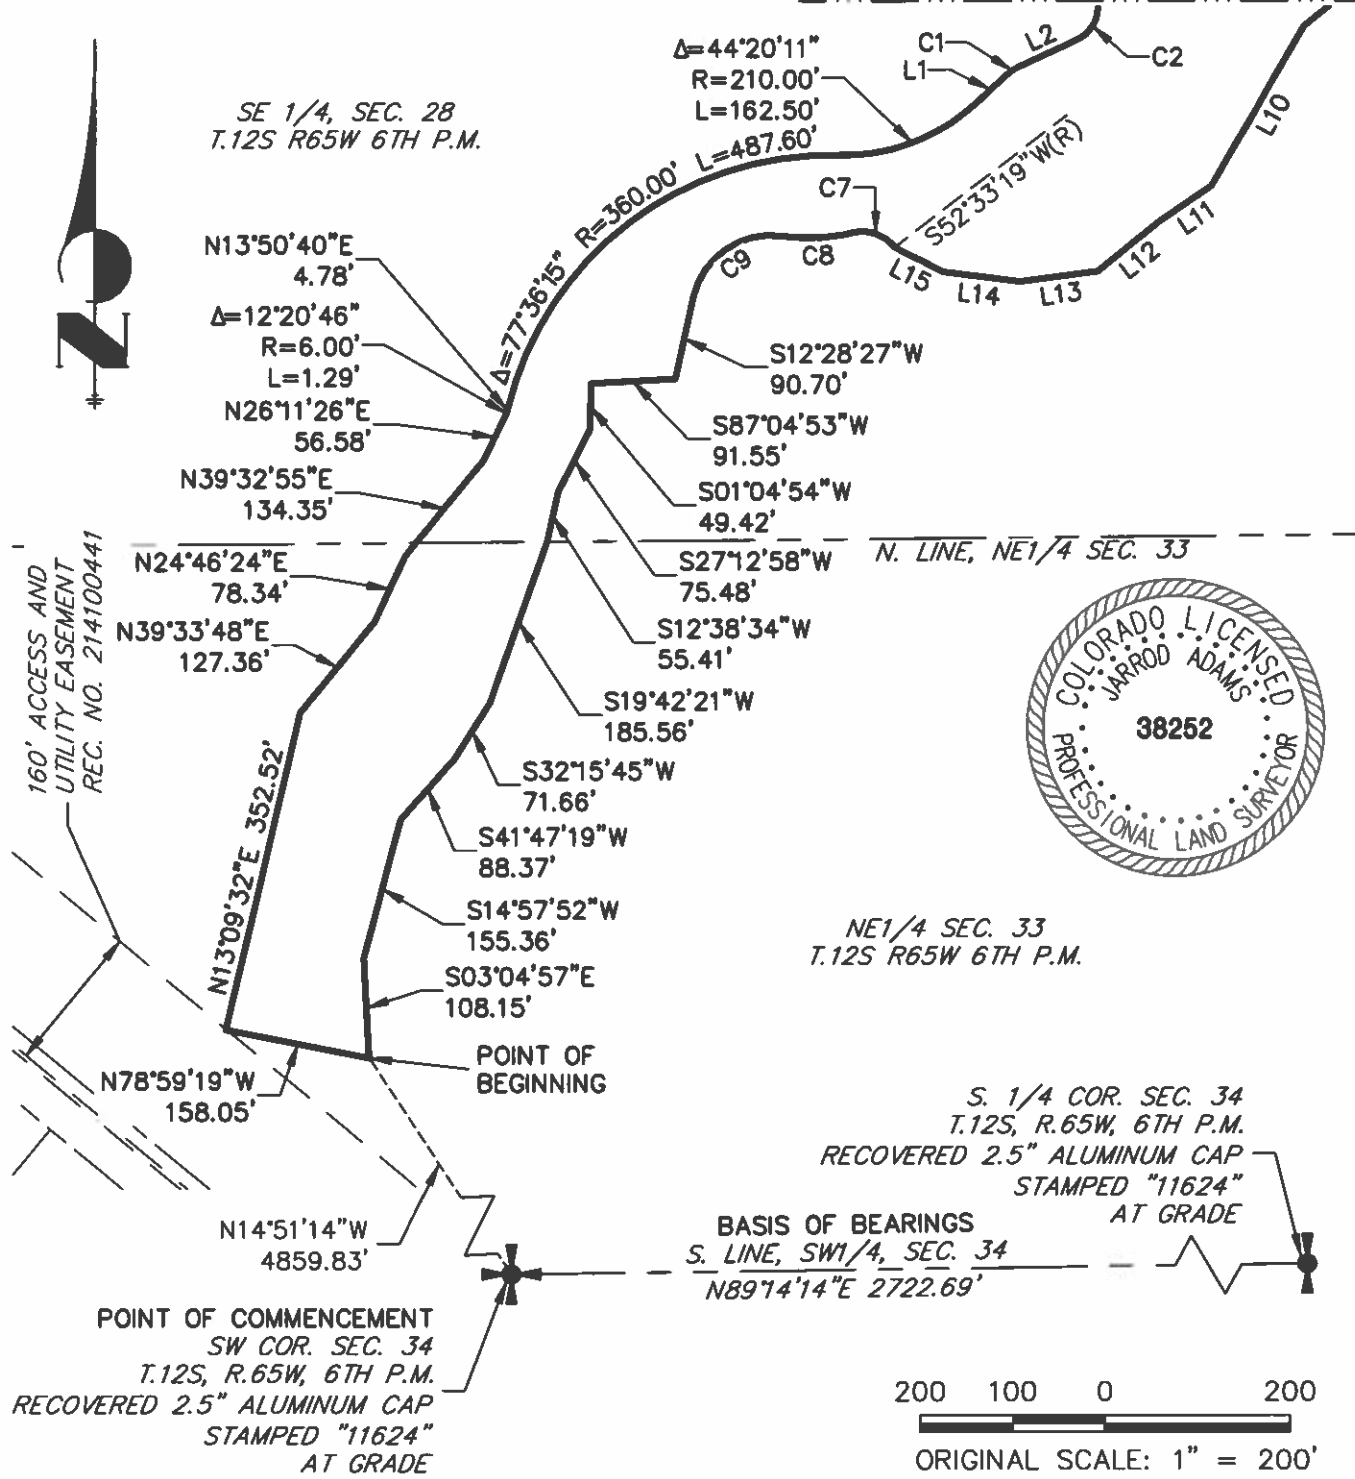 SE 1/4, SEC. 28
T.12S R65W 6TH P.M.
Δ=44°20'11"
R=210.00'
L=162.50'
C1
L1
L2
C2
L10
L11
L12
L13
L14
L15
S52°33'19"W(R)
C7
C8
C9
Δ=77°36'15" R=360.00' L=487.60'
N13°50'40"E
4.78'
Δ=12°20'46"
R=6.00'
L=1.29'
N26°11'26"E
56.58'
N39°32'55"E
134.35'
N24°46'24"E
78.34'
N39°33'48"E
127.36'
N13°09'32"E 352.52'
N
160' ACCESS AND
UTILITY EASEMENT
REC. NO. 214100441
S12°28'27"W
90.70'
S87°04'53"W
91.55'
S01°04'54"W
49.42'
N. LINE, NE1/4 SEC. 33
S27°12'58"W
75.48'
S12°38'34"W
55.41'
S19°42'21"W
185.56'
S32°15'45"W
71.66'
S41°47'19"W
88.37'
S14°57'52"W
155.36'
S03°04'57"E
108.15'
COLORADO LICENSED
JARROD ADAMS
38252
PROFESSIONAL LAND SURVEYOR
NE1/4 SEC. 33
T.12S R65W 6TH P.M.
POINT OF
BEGINNING
N78°59'19"W
158.05'
S. 1/4 COR. SEC. 34
T.12S, R.65W, 6TH P.M.
RECOVERED 2.5" ALUMINUM CAP
STAMPED "11624"
AT GRADE
N14°51'14"W
4859.83'
BASIS OF BEARINGS
S. LINE, SW1/4, SEC. 34
N89°14'14"E 2722.69'
POINT OF COMMENCEMENT
SW COR. SEC. 34
T.12S, R.65W, 6TH P.M.
RECOVERED 2.5" ALUMINUM CAP
STAMPED "11624"
AT GRADE
200 100 0 200
ORIGINAL SCALE: 1" = 200'